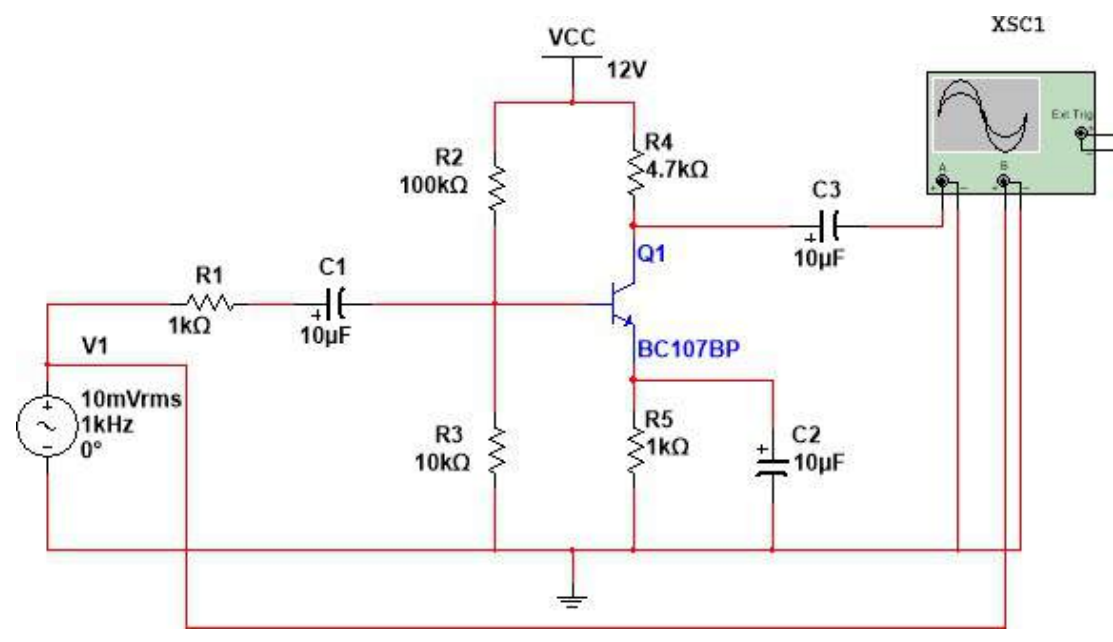 XSC1
VCC
12V
Ext Trig
+
−
A
B
+ − + −
R2
100kΩ
R4
4.7kΩ
C3
+
10µF
Q1
R1
1kΩ
C1
+
10µF
BC107BP
V1
+
10mVrms
1kHz
0°
−
R3
10kΩ
R5
1kΩ
C2
+
10µF